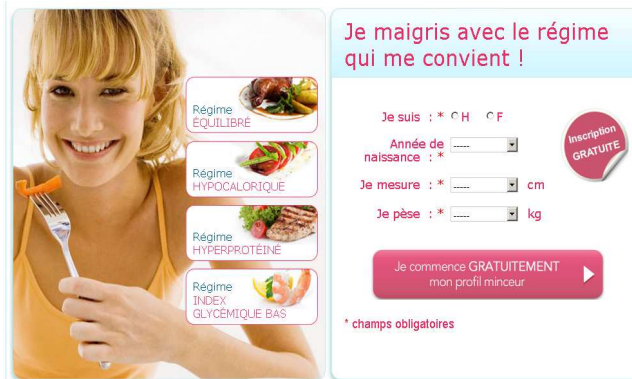 Régime
ÉQUILIBRÉ
Régime
HYPOCALORIQUE
Régime
HYPERPROTÉINÉ
Régime
INDEX
GLYCÉMIQUE BAS
Je maigris avec le régime
qui me convient !
Je suis : * H F
Année de
naissance : *
-----
Je mesure : * ----- cm
Je pèse : * ----- kg
Inscription
GRATUITE
Je commence GRATUITEMENT
mon profil minceur
* champs obligatoires